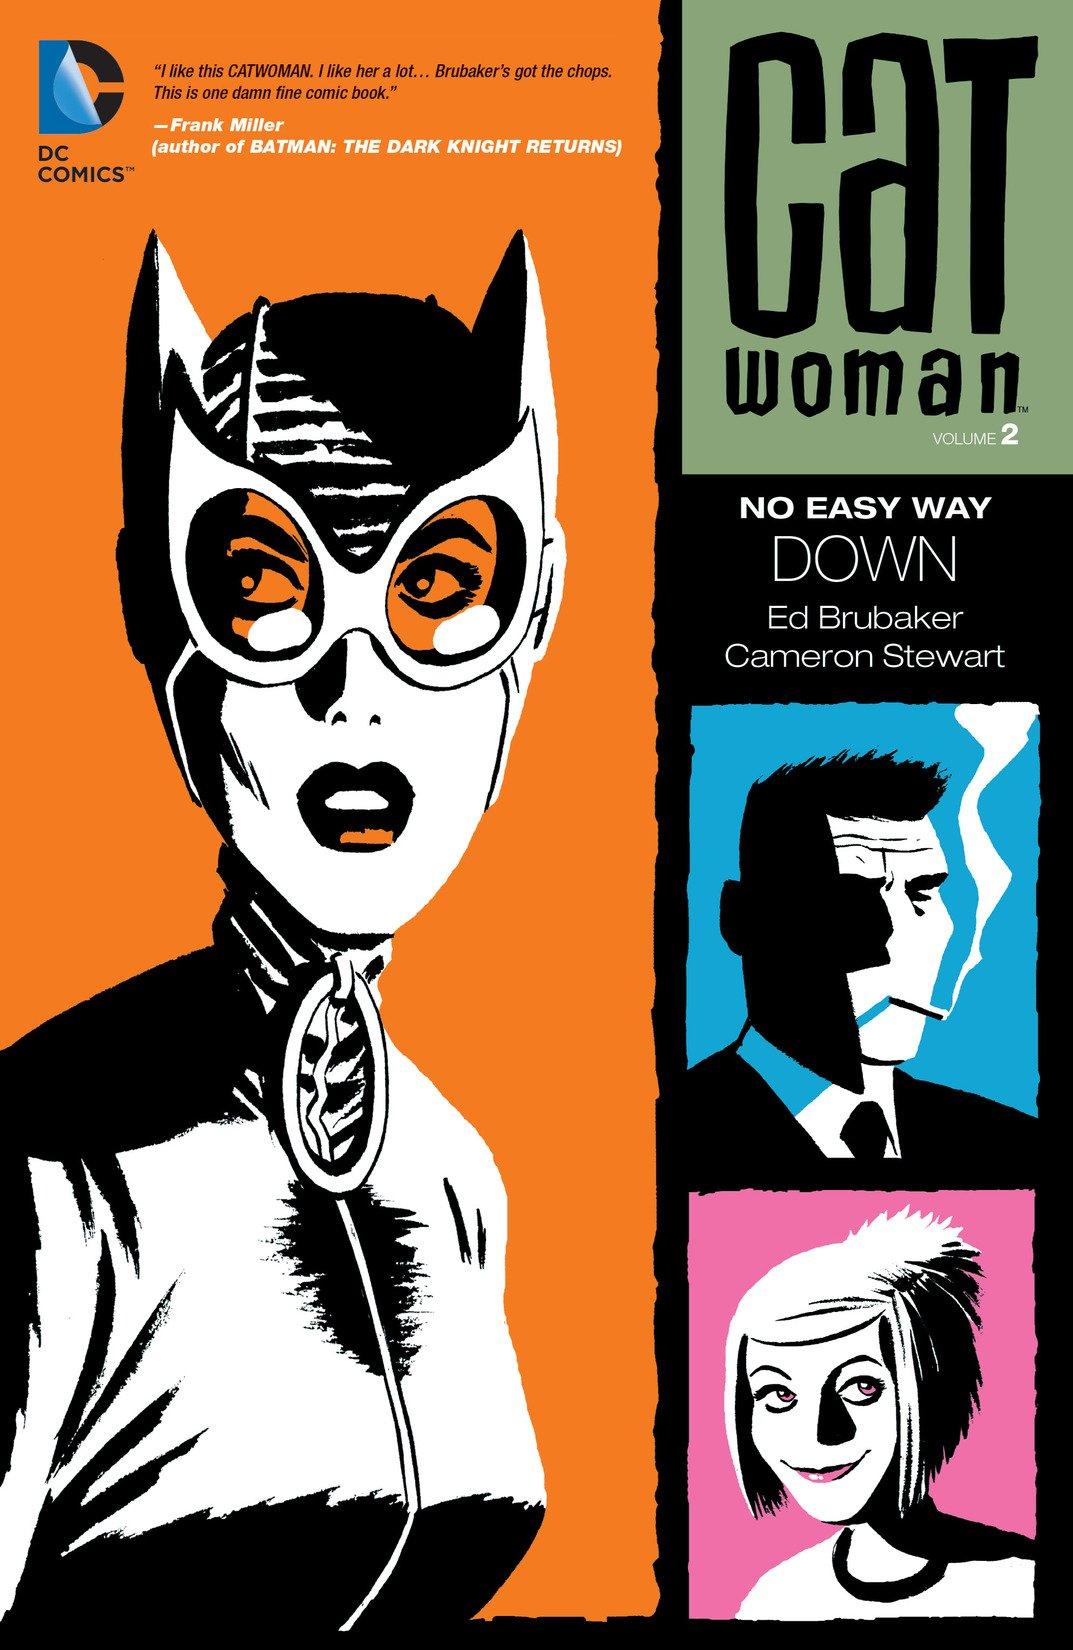 "I like this CATWOMAN. I like her a lot... Brubaker's got the chops.
This is one damn fine comic book."
—Frank Miller
(author of BATMAN: THE DARK KNIGHT RETURNS)
DC
COMICS™
cat
woman™
VOLUME 2
NO EASY WAY
DOWN
Ed Brubaker
Cameron Stewart